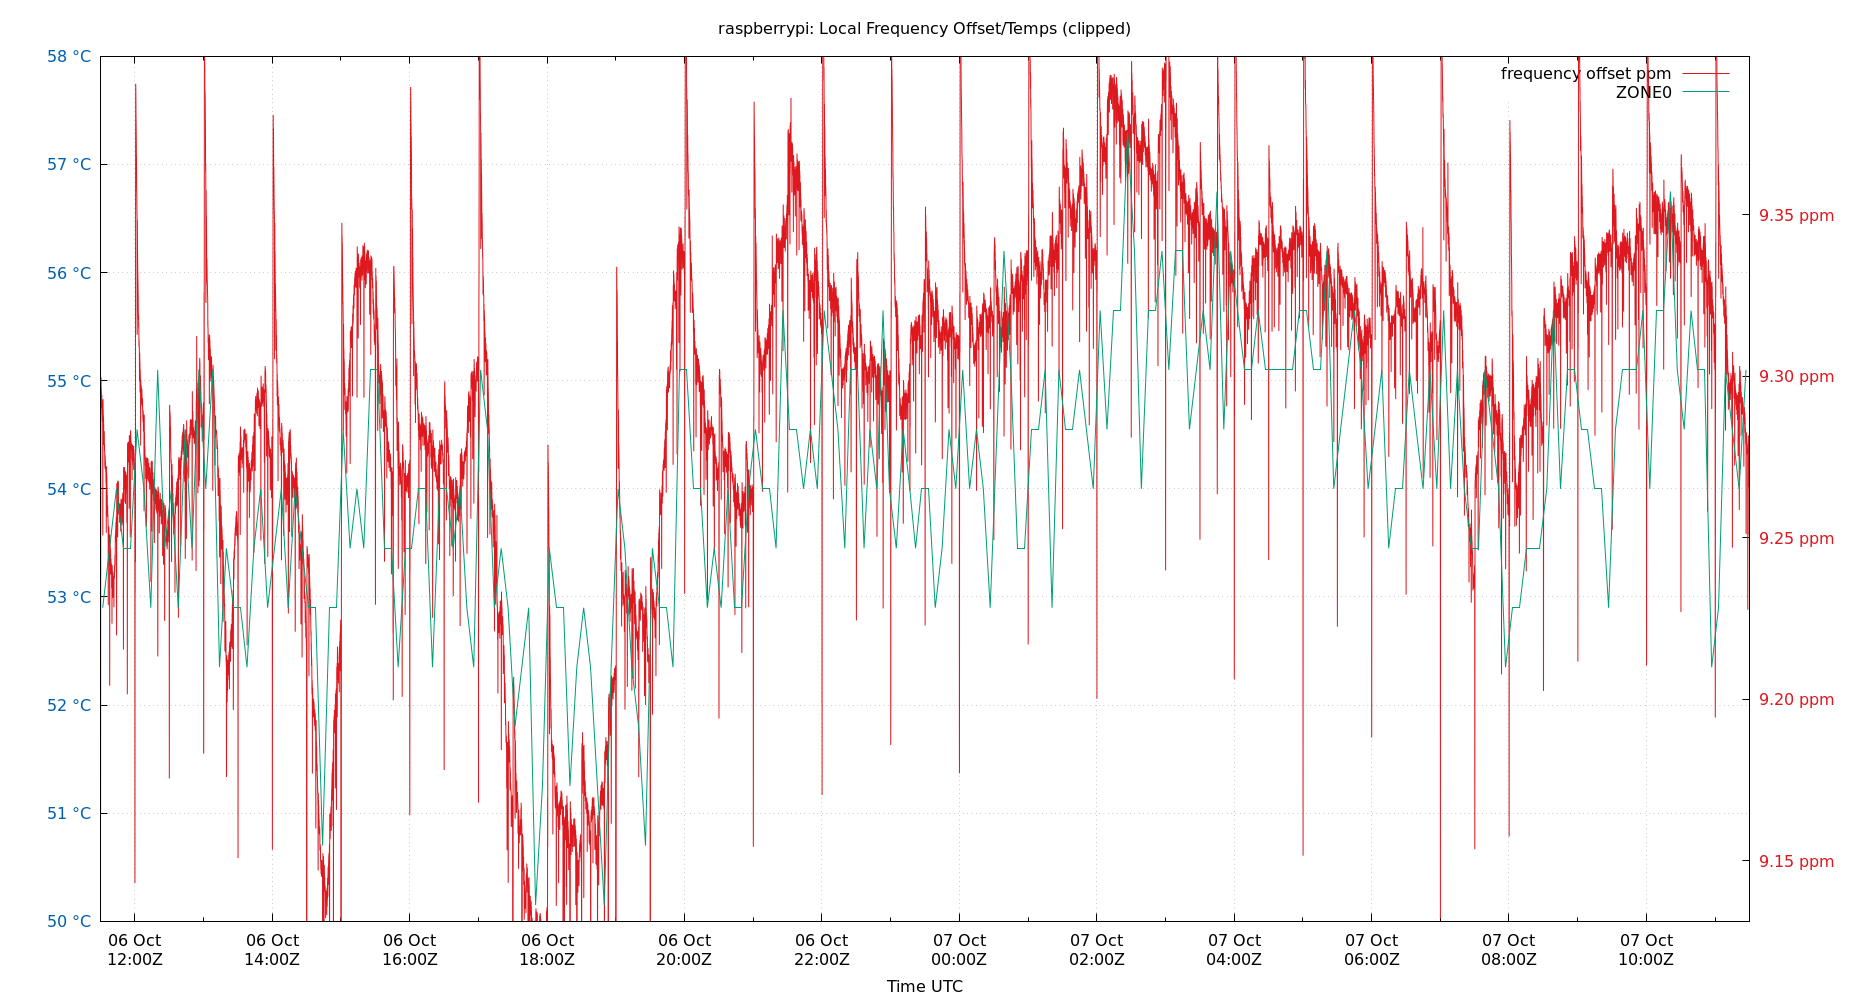 raspberrypi: Local Frequency Offset/Temps (clipped)
58 °C
57 °C
56 °C
55 °C
54 °C
53 °C
52 °C
51 °C
50 °C
frequency offset ppm
ZONE0
9.35 ppm
9.30 ppm
9.25 ppm
9.20 ppm
9.15 ppm
06 Oct 06 Oct 06 Oct 06 Oct 06 Oct 06 Oct 07 Oct 07 Oct 07 Oct 07 Oct 07 Oct 07 Oct
12:00Z 14:00Z 16:00Z 18:00Z 20:00Z 22:00Z 00:00Z 02:00Z 04:00Z 06:00Z 08:00Z 10:00Z
Time UTC